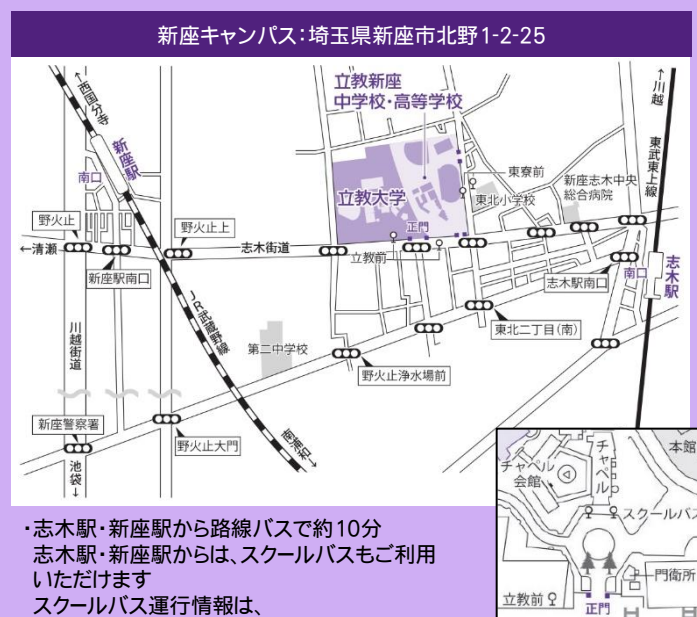 新座キャンパス：埼玉県新座市北野1-2-25
↑西国分寺
立教新座
中学校・高等学校
↑川越
東武東上線
新座駅
南口
立教大学
東寮前
東北小学校
新座志木中央
総合病院
野火止
野火止上
正門
←清瀬
志木街道
立教前
新座駅南口
志木駅南口
南口
志木駅
JR武蔵野線
川越街道
第二中学校
東北二丁目(南)
野火止浄水場前
新座警察署
野火止大門
南浦和→
池袋↓
本館
チャペル
チャペル
会館
スクールバス
門衛所
立教前
正門
・志木駅・新座駅から路線バスで約10分
志木駅・新座駅からは、スクールバスもご利用
いただけます
スクールバス運行情報は、